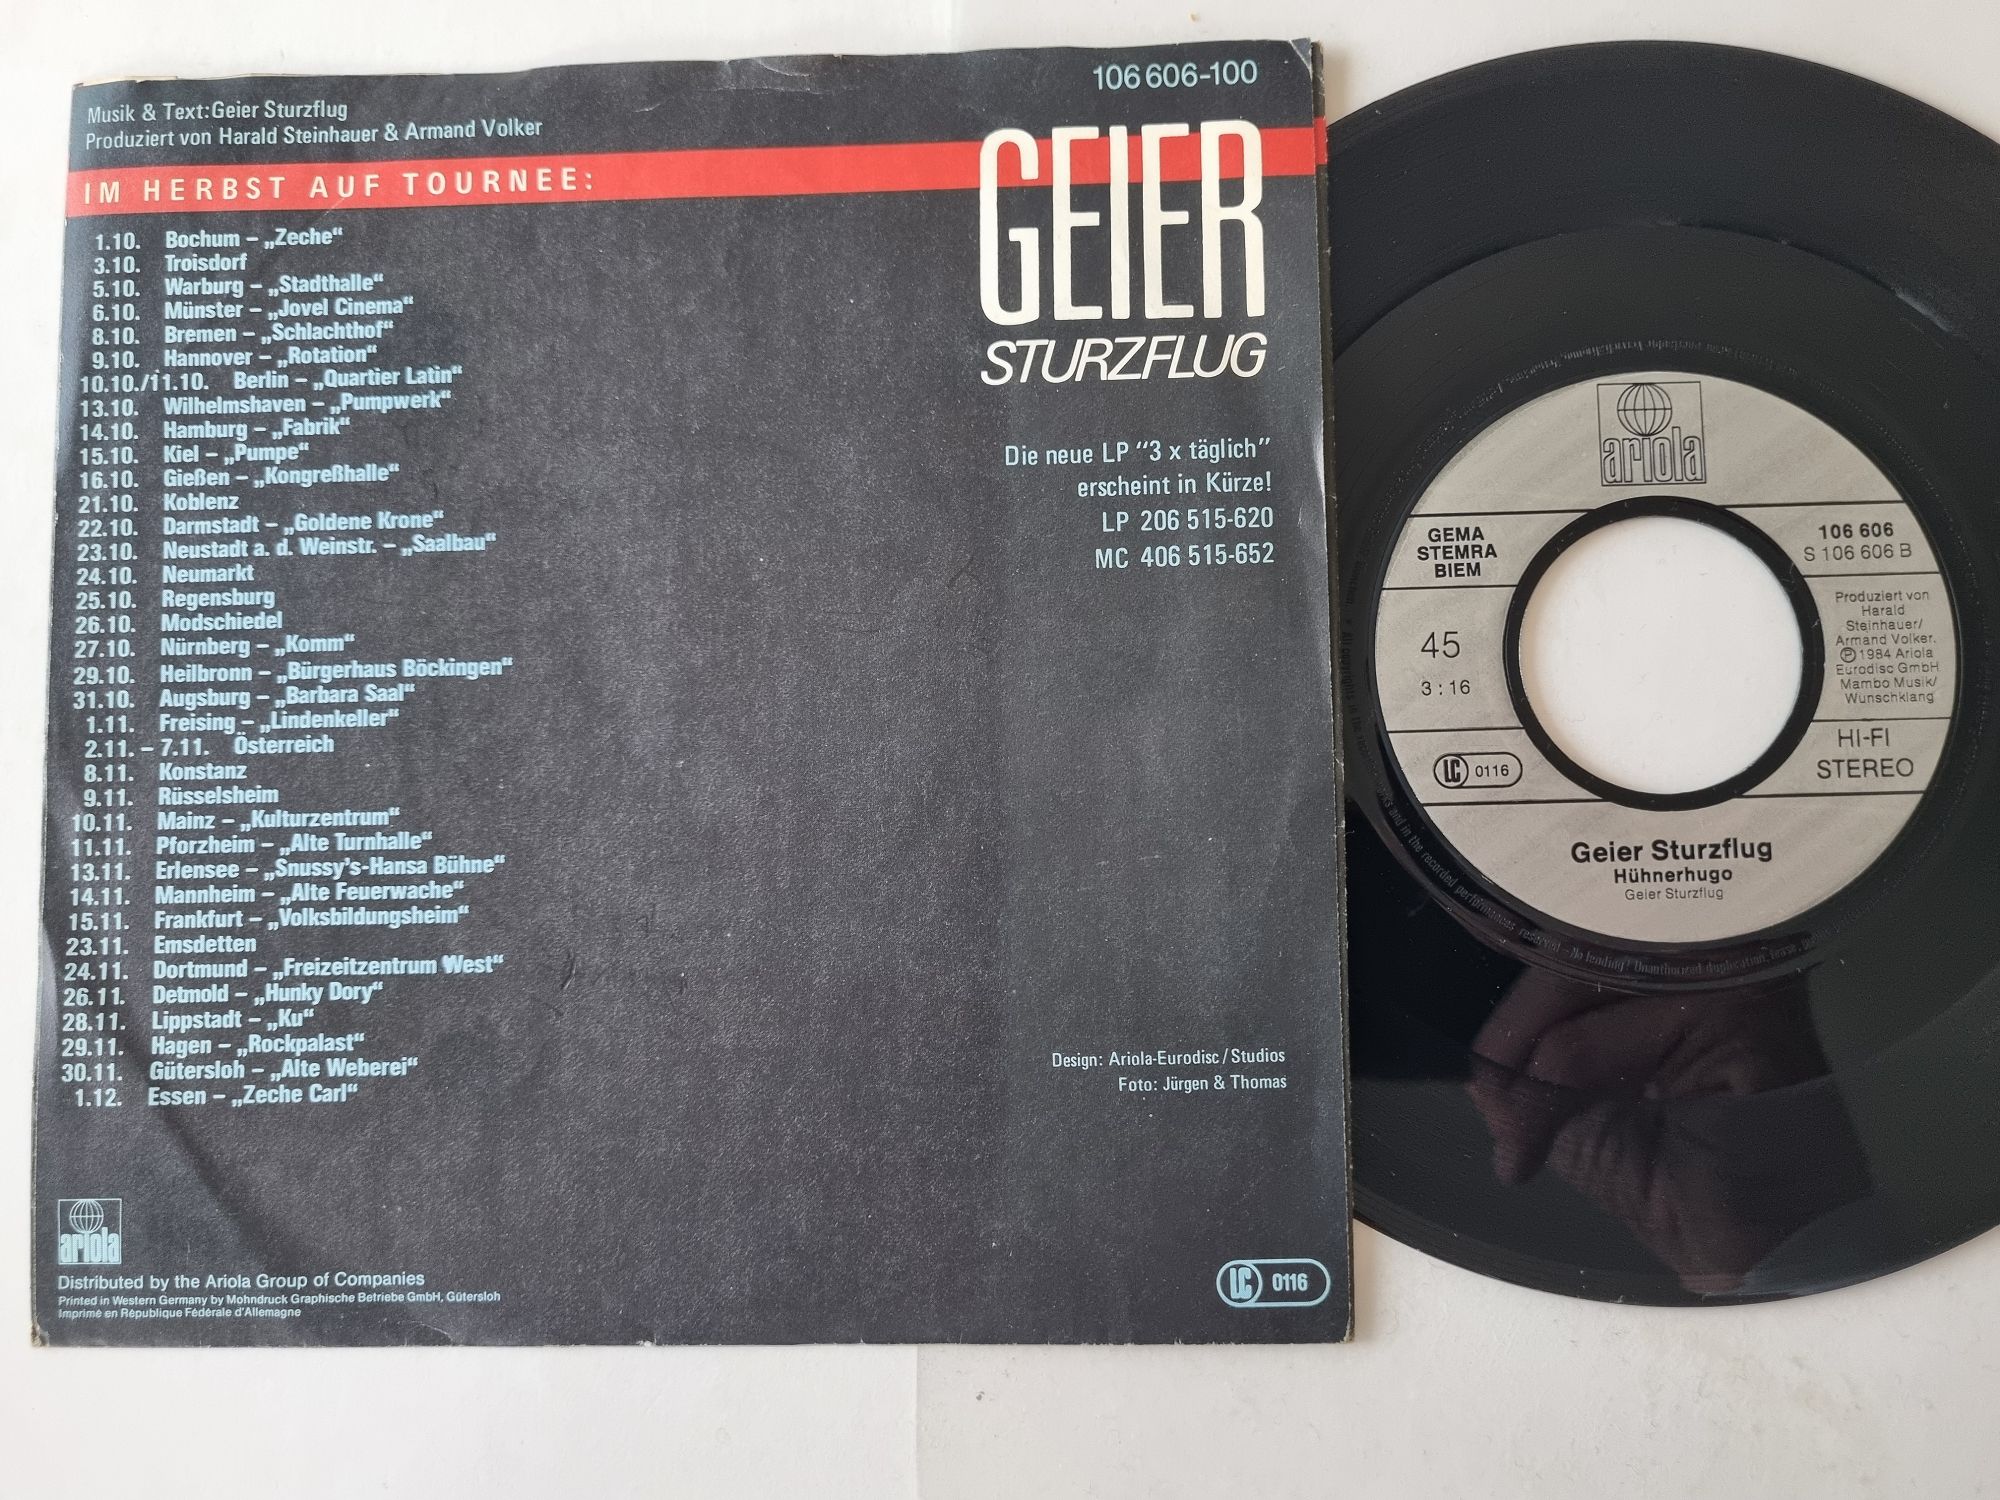 Musik & Text:Geier Sturzflug
Produziert von Harald Steinhauer & Armand Volker
106 606-100
IM HERBST AUF TOURNEE:
GEIER
STURZFLUG
1.10. Bochum – „Zeche“
3.10. Troisdorf
5.10. Warburg – „Stadthalle“
6.10. Münster – „Jovel Cinema“
8.10. Bremen – „Schlachthof“
9.10. Hannover – „Rotation“
10.10./11.10. Berlin – „Quartier Latin“
13.10. Wilhelmshaven – „Pumpwerk“
14.10. Hamburg – „Fabrik“
15.10. Kiel – „Pumpe“
16.10. Gießen – „Kongreßhalle“
21.10. Koblenz
22.10. Darmstadt – „Goldene Krone“
23.10. Neustadt a. d. Weinstr. – „Saalbau“
24.10. Neumarkt
25.10. Regensburg
26.10. Modschiedel
27.10. Nürnberg – „Komm“
29.10. Heilbronn – „Bürgerhaus Böckingen“
31.10. Augsburg – „Barbara Saal“
1.11. Freising – „Lindenkeller“
2.11. – 7.11. Österreich
8.11. Konstanz
9.11. Rüsselsheim
10.11. Mainz – „Kulturzentrum“
11.11. Pforzheim – „Alte Turnhalle“
13.11. Erlensee – „Snussy's-Hansa Bühne“
14.11. Mannheim – „Alte Feuerwache“
15.11. Frankfurt – „Volksbildungsheim“
23.11. Emsdetten
24.11. Dortmund – „Freizeitzentrum West“
26.11. Detmold – „Hunky Dory“
28.11. Lippstadt – „Ku“
29.11. Hagen – „Rockpalast“
30.11. Gütersloh – „Alte Weberei“
1.12. Essen – „Zeche Carl“
Die neue LP “3 x täglich”
erscheint in Kürze!
LP 206 515-620
MC 406 515-652
Design: Ariola-Eurodisc/Studios
Foto: Jürgen & Thomas
ariola
Distributed by the Ariola Group of Companies
Printed in Western Germany by Mohndruck Graphische Betriebe GmbH, Gütersloh
Imprimé en République Fédérale d'Allemagne
LC 0116
ariola
GEMA
STEMRA
BIEM
45
3:16
LC 0116
106 606
S 106 606 B
Produziert von
Harald
Steinhauer/
Armand Volker.
Ⓟ 1984 Ariola
Eurodisc GmbH
Mambo Musik/
Wunschklang
HI-FI
STEREO
Geier Sturzflug
Hühnerhugo
Geier Sturzflug
and in the recorded performances reserved – No lending! Unauthorized duplication